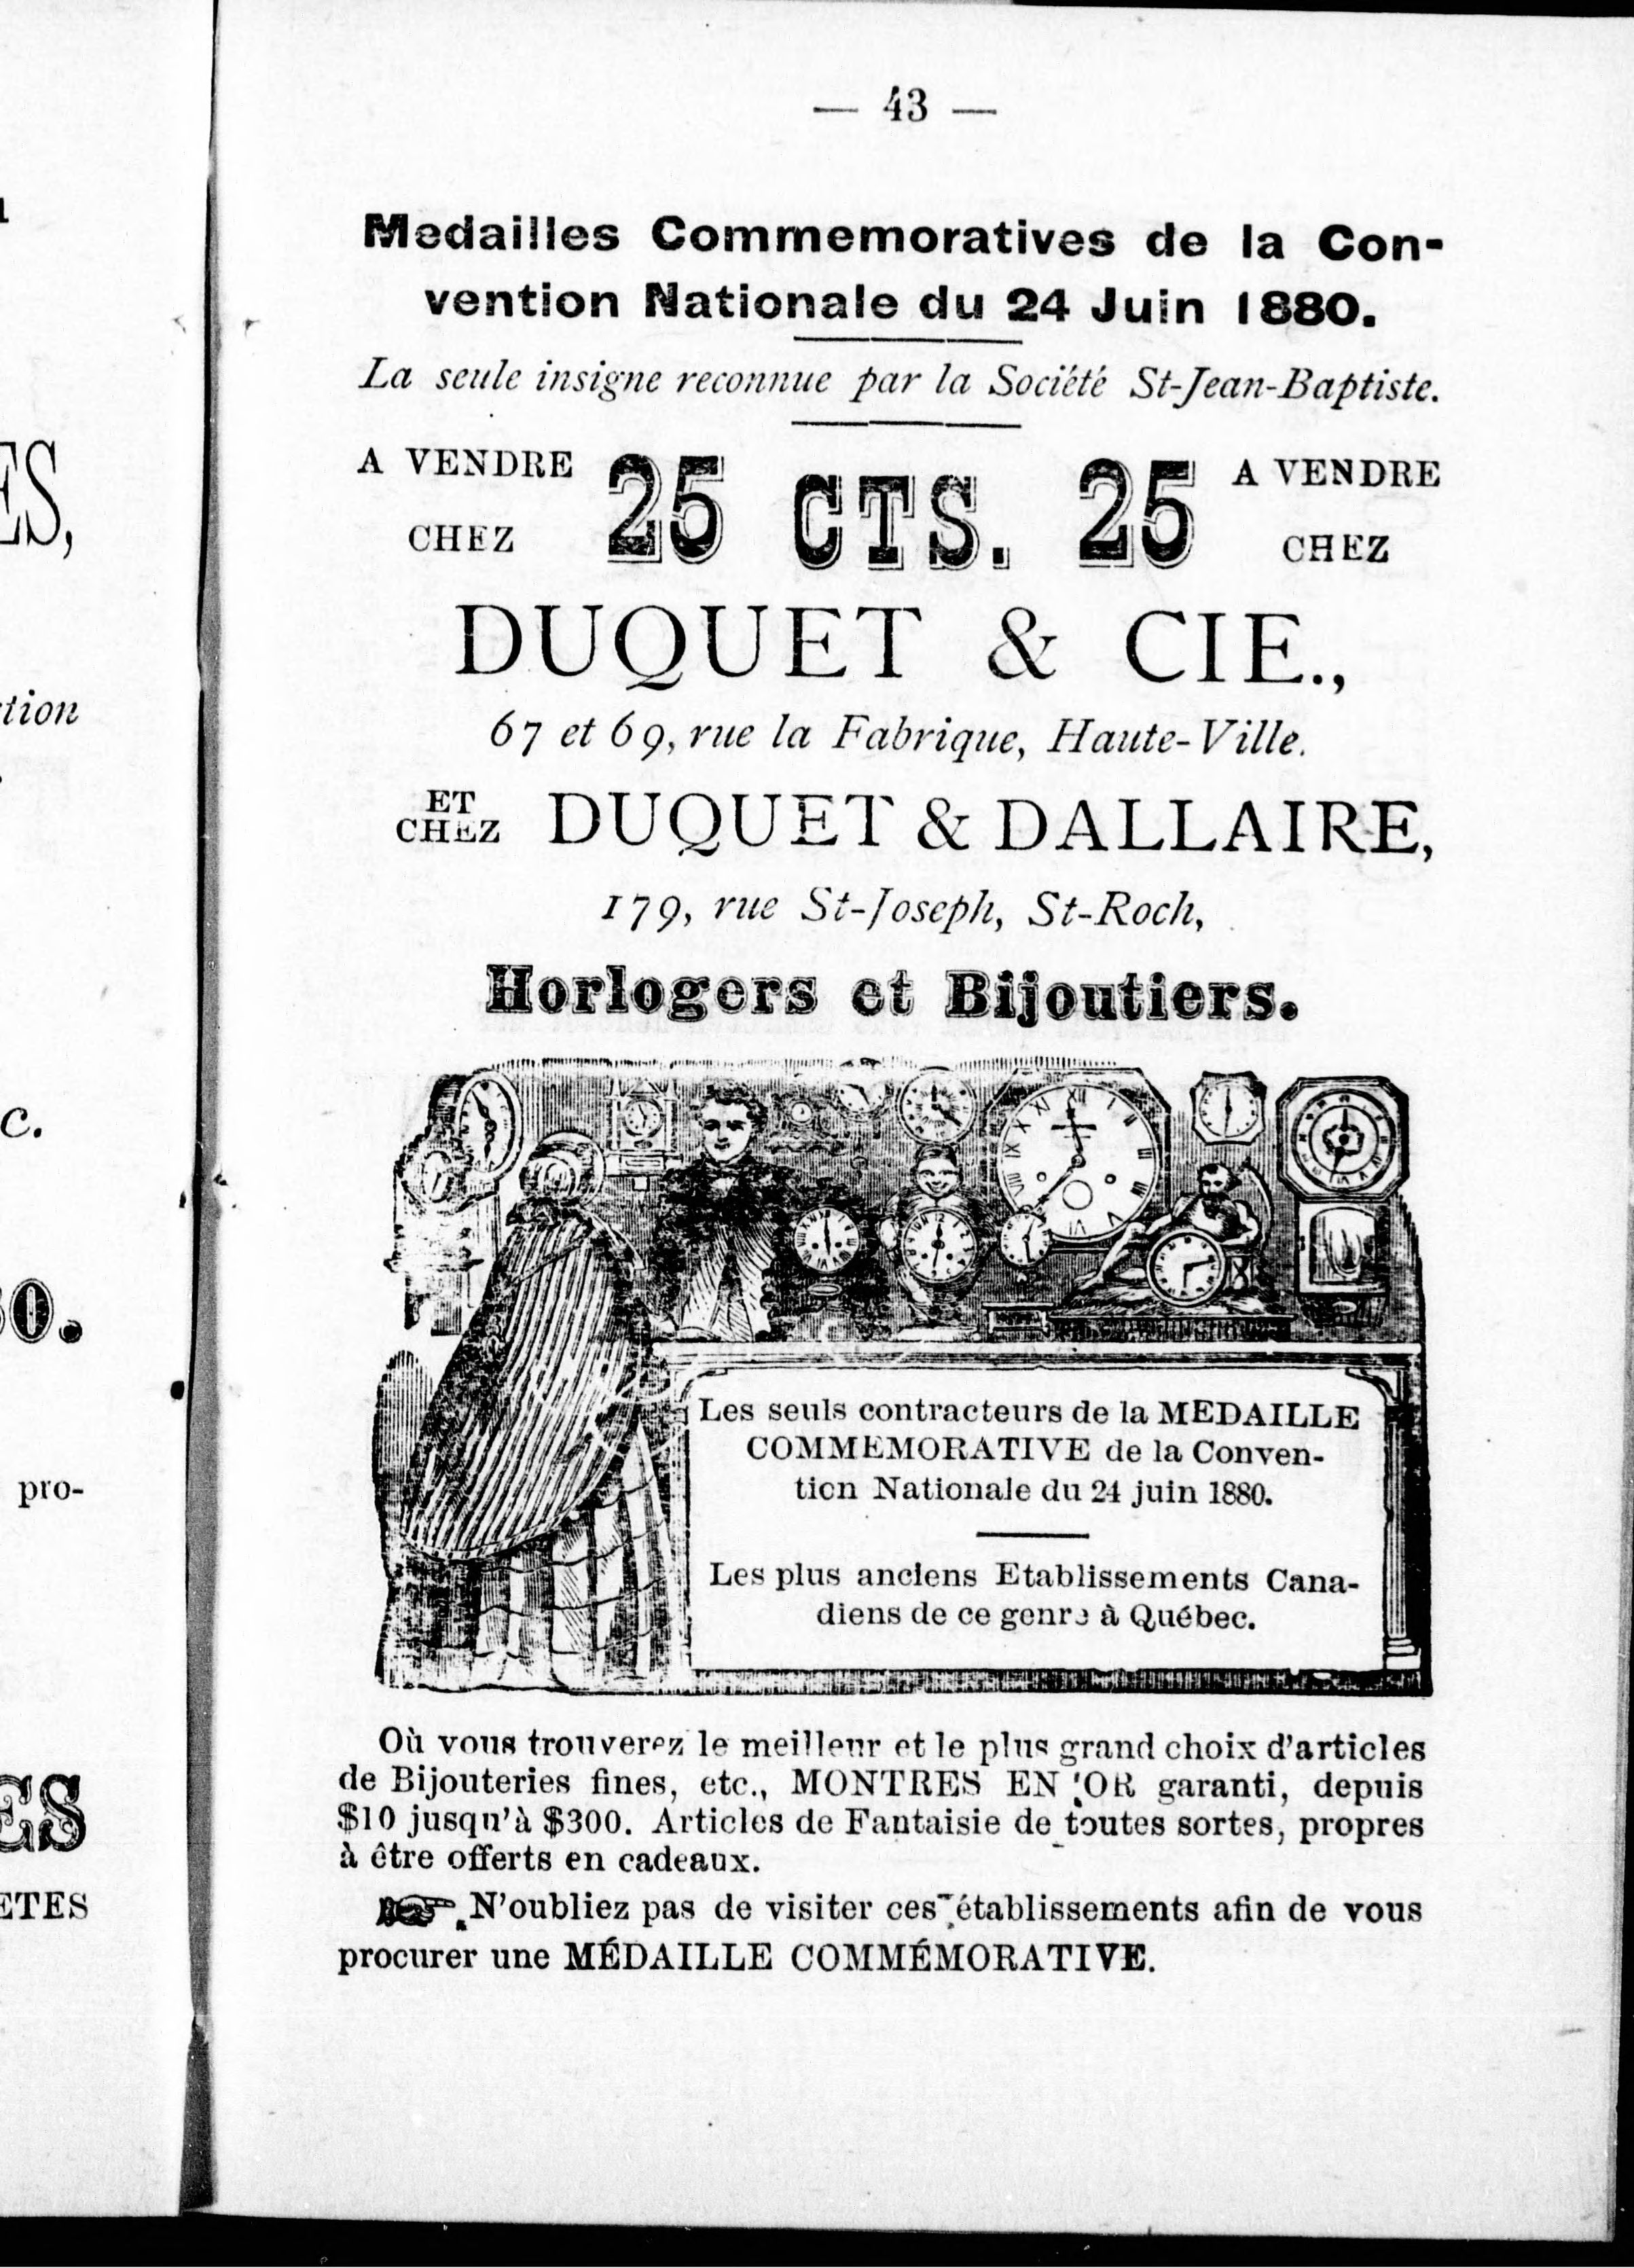 — 43 —
Medailles Commemoratives de la Con-
vention Nationale du 24 Juin 1880.
La seule insigne reconnue par la Société St-Jean-Baptiste.
A VENDRE CHEZ 25 CTS. 25 A VENDRE CHEZ
DUQUET & CIE.,
67 et 69, rue la Fabrique, Haute-Ville.
ET CHEZ DUQUET & DALLAIRE,
179, rue St-Joseph, St-Roch,
Horlogers et Bijoutiers.
Les seuls contracteurs de la MEDAILLE
COMMEMORATIVE de la Conven-
tion Nationale du 24 juin 1880.
Les plus anciens Etablissements Cana-
diens de ce genre à Québec.
Où vous trouverez le meilleur et le plus grand choix d'articles
de Bijouteries fines, etc., MONTRES EN OR garanti, depuis
$10 jusqu'à $300. Articles de Fantaisie de toutes sortes, propres
à être offerts en cadeaux.
☞ N'oubliez pas de visiter ces établissements afin de vous
procurer une MÉDAILLE COMMÉMORATIVE.
ES,
tion
c.
0.
pro-
ES
ETES